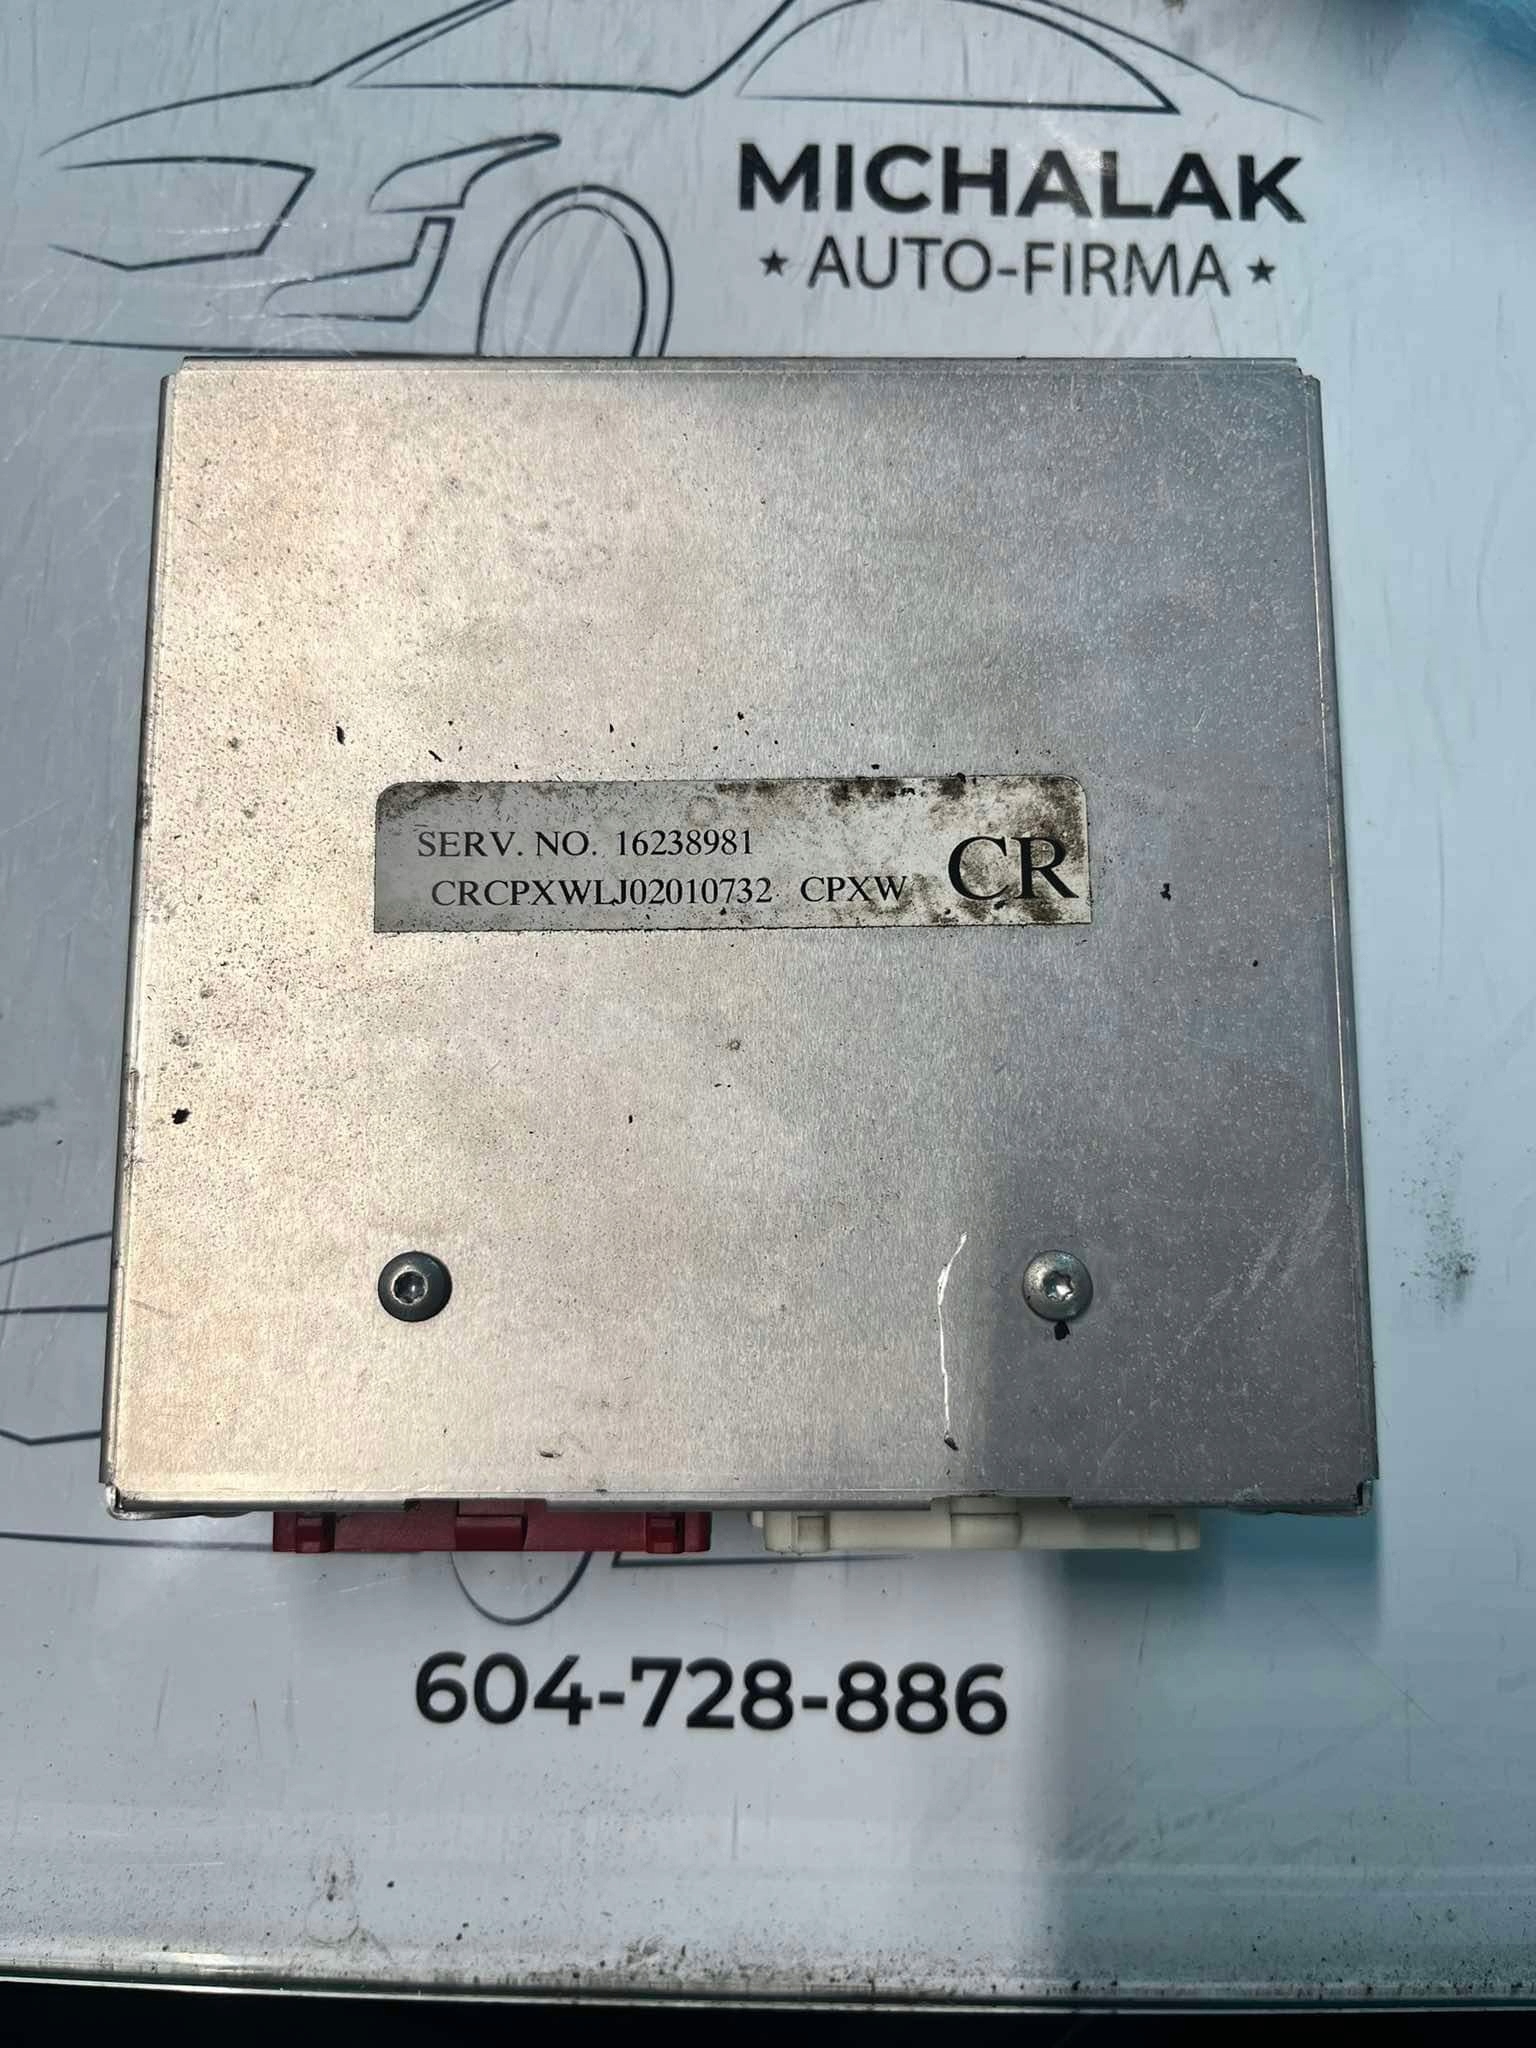 MICHALAK
★ AUTO-FIRMA ★
SERV. NO. 16238981
CRCPXWLJ02010732 CPXW CR
604-728-886